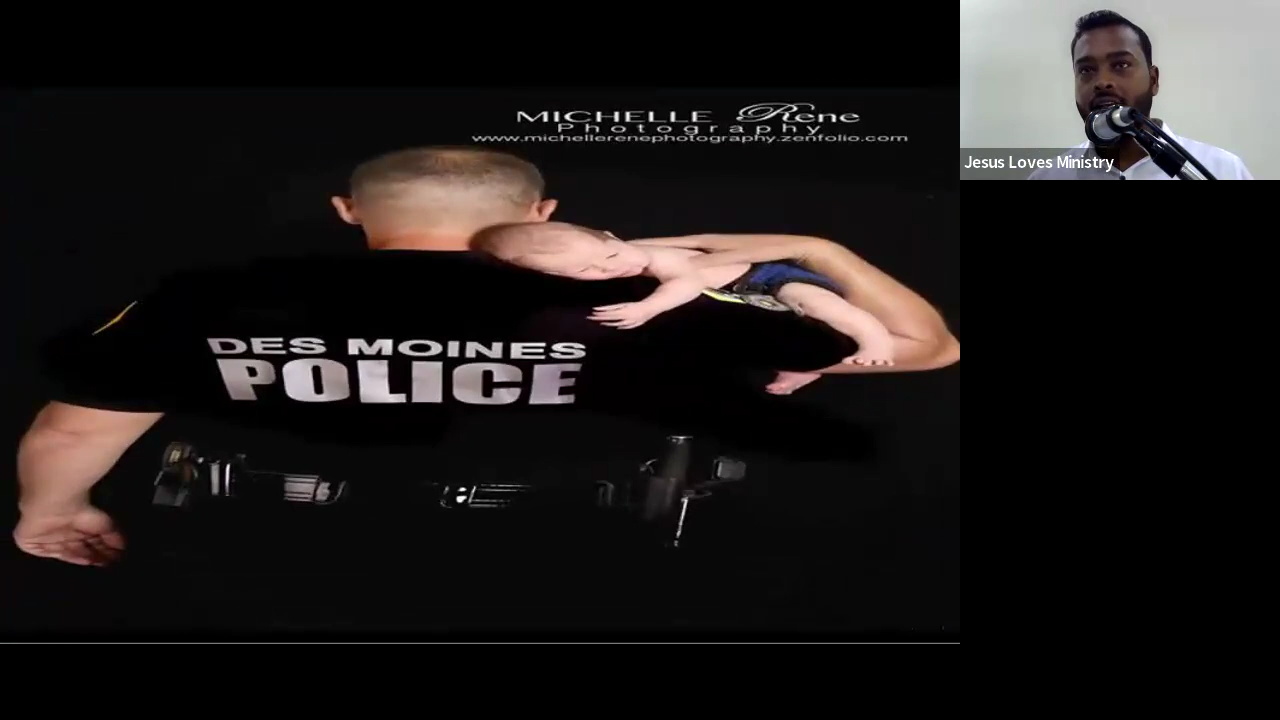 MICHELLE Rene
Photography
www.michellerenephotography.zenfolio.com
DES MOINES
POLICE
Jesus Loves Ministry